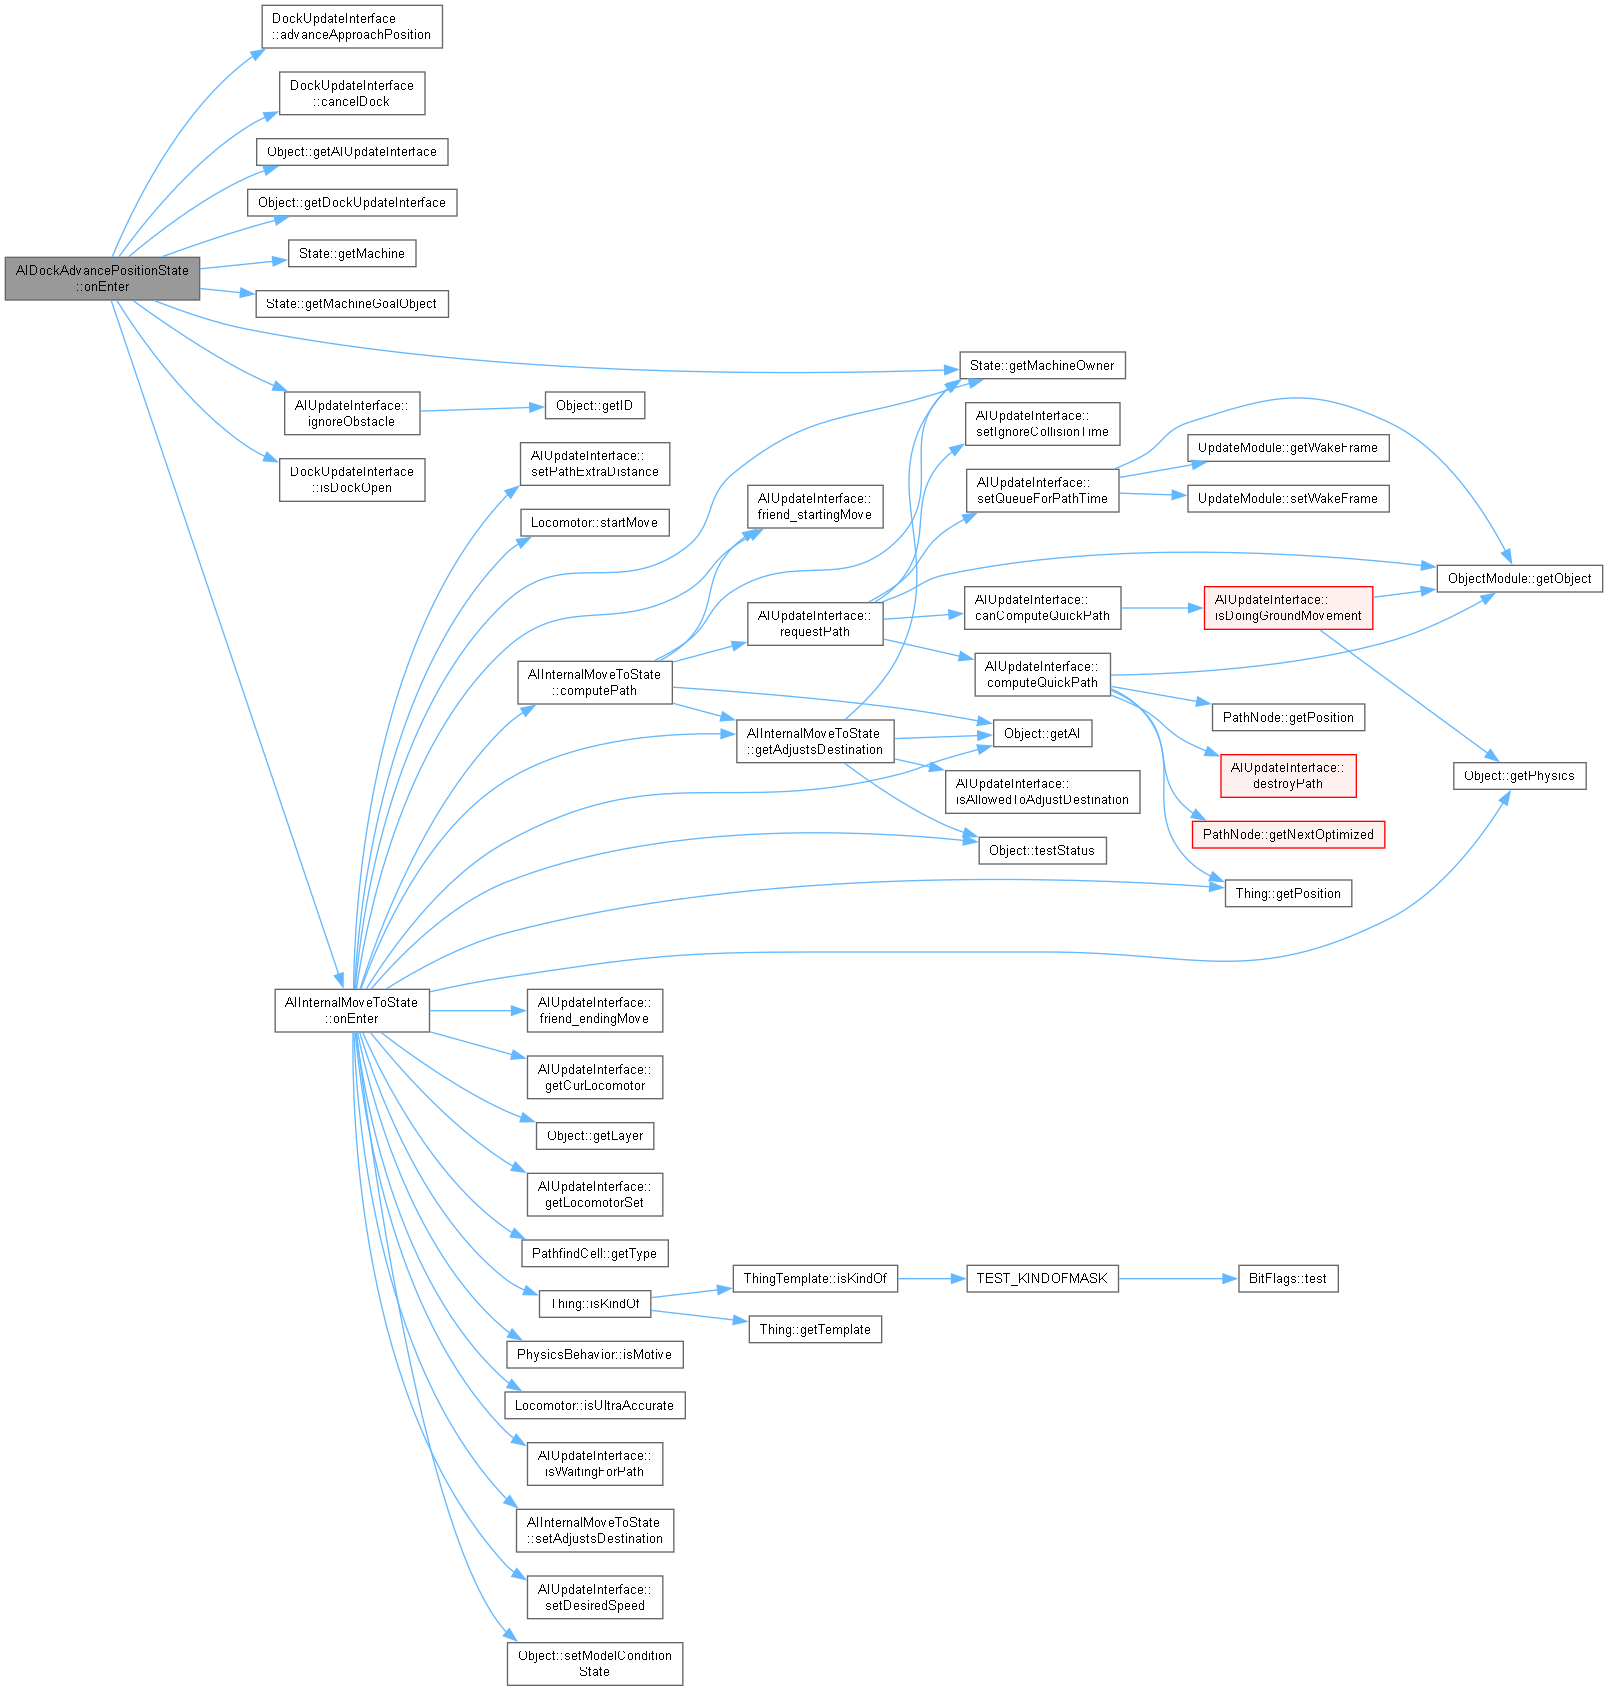 DockUpdateInterface
::advanceApproachPosition
DockUpdateInterface
::cancelDock
Object::getAIUpdateInterface
Object::getDockUpdateInterface
State::getMachine
AIDockAdvancePositionState
::onEnter
State::getMachineGoalObject
State::getMachineOwner
AIUpdateInterface::
ignoreObstacle
Object::getID
AIUpdateInterface::
setIgnoreCollisionTime
DockUpdateInterface
::isDockOpen
AIUpdateInterface::
setPathExtraDistance
UpdateModule::getWakeFrame
AIUpdateInterface::
setQueueForPathTime
UpdateModule::setWakeFrame
AIUpdateInterface::
friend_startingMove
Locomotor::startMove
ObjectModule::getObject
AIUpdateInterface::
requestPath
AIUpdateInterface::
canComputeQuickPath
AIUpdateInterface::
isDoingGroundMovement
AIInternalMoveToState
::computePath
AIUpdateInterface::
computeQuickPath
PathNode::getPosition
AIInternalMoveToState
::getAdjustsDestination
Object::getAI
AIUpdateInterface::
destroyPath
Object::getPhysics
AIUpdateInterface::
isAllowedToAdjustDestination
PathNode::getNextOptimized
Object::testStatus
Thing::getPosition
AIInternalMoveToState
::onEnter
AIUpdateInterface::
friend_endingMove
AIUpdateInterface::
getCurLocomotor
Object::getLayer
AIUpdateInterface::
getLocomotorSet
PathfindCell::getType
Thing::isKindOf
ThingTemplate::isKindOf
TEST_KINDOFMASK
BitFlags::test
Thing::getTemplate
PhysicsBehavior::isMotive
Locomotor::isUltraAccurate
AIUpdateInterface::
isWaitingForPath
AIInternalMoveToState
::setAdjustsDestination
AIUpdateInterface::
setDesiredSpeed
Object::setModelCondition
State